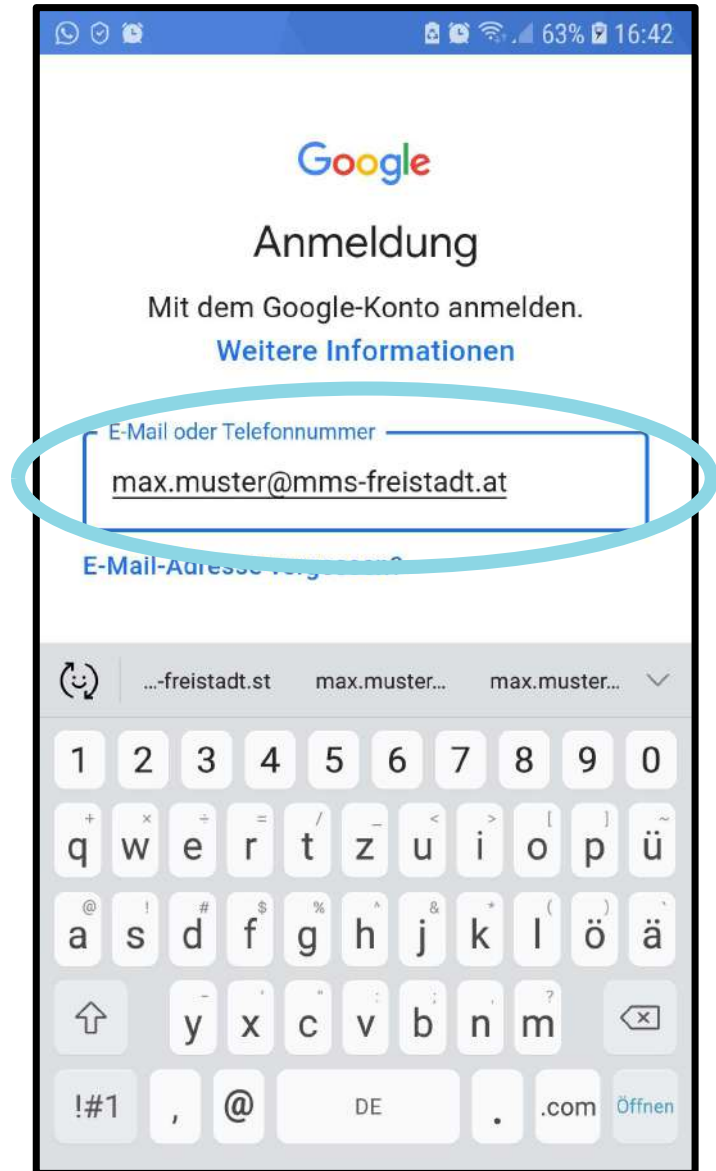 63% 16:42
Google
Anmeldung
Mit dem Google-Konto anmelden.
Weitere Informationen
E-Mail oder Telefonnummer
max.muster@mms-freistadt.at
E-Mail-Adresse
...-freistadt.st max.muster... max.muster...
1 2 3 4 5 6 7 8 9 0
+ × ÷ = / _ < > [ ] ~
q w e r t z u i o p ü
@ ! # $ % ^ & * ( ) `
a s d f g h j k l ö ä
- ' " : ; , ?
y x c v b n m
!#1 , @ DE . .com Öffnen